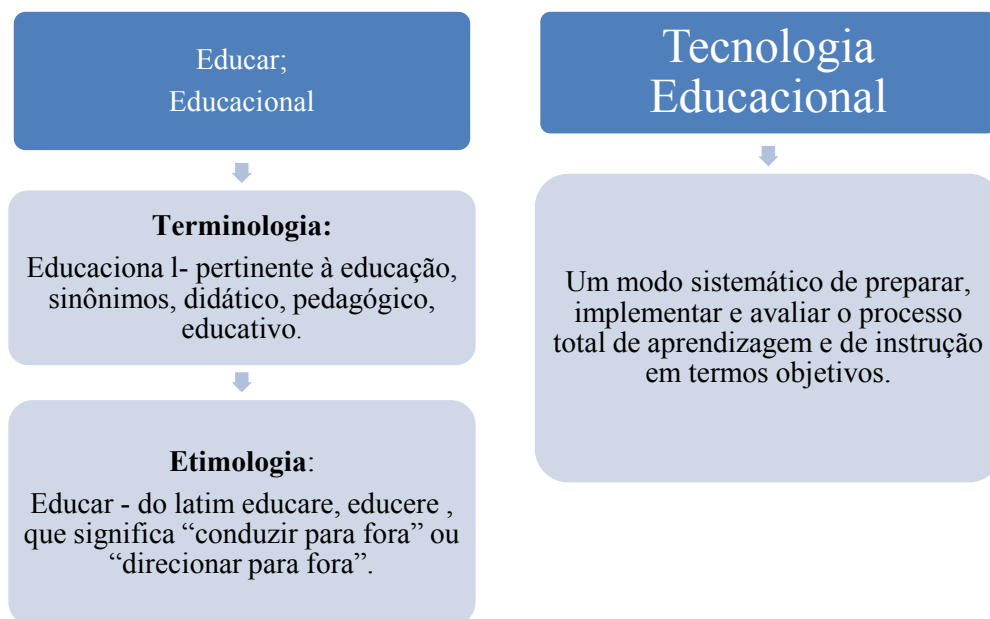 Educar;
Educacional
Terminologia:
Educaciona l- pertinente à educação,
sinônimos, didático, pedagógico,
educativo.
Etimologia:
Educar - do latim educare, educere ,
que significa “conduzir para fora” ou
“direcionar para fora”.
Tecnologia
Educacional
Um modo sistemático de preparar,
implementar e avaliar o processo
total de aprendizagem e de instrução
em termos objetivos.